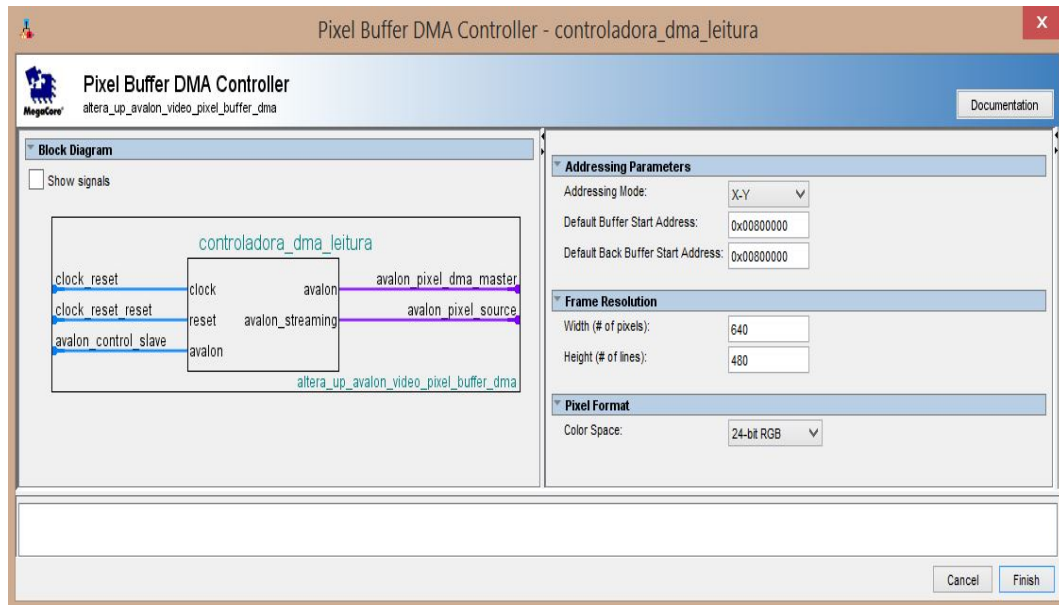 Pixel Buffer DMA Controller - controladora_dma_leitura
x
Pixel Buffer DMA Controller
altera_up_avalon_video_pixel_buffer_dma
MegaCore'
Documentation
Block Diagram
Show signals
controladora_dma_leitura
clock_reset
clock
avalon
avalon_pixel_dma_master
clock_reset_reset
reset
avalon_streaming
avalon_pixel_source
avalon_control_slave
avalon
altera_up_avalon_video_pixel_buffer_dma
Addressing Parameters
Addressing Mode:
X-Y
Default Buffer Start Address:
0x00800000
Default Back Buffer Start Address:
0x00800000
Frame Resolution
Width (# of pixels):
640
Height (# of lines):
480
Pixel Format
Color Space:
24-bit RGB
Cancel
Finish